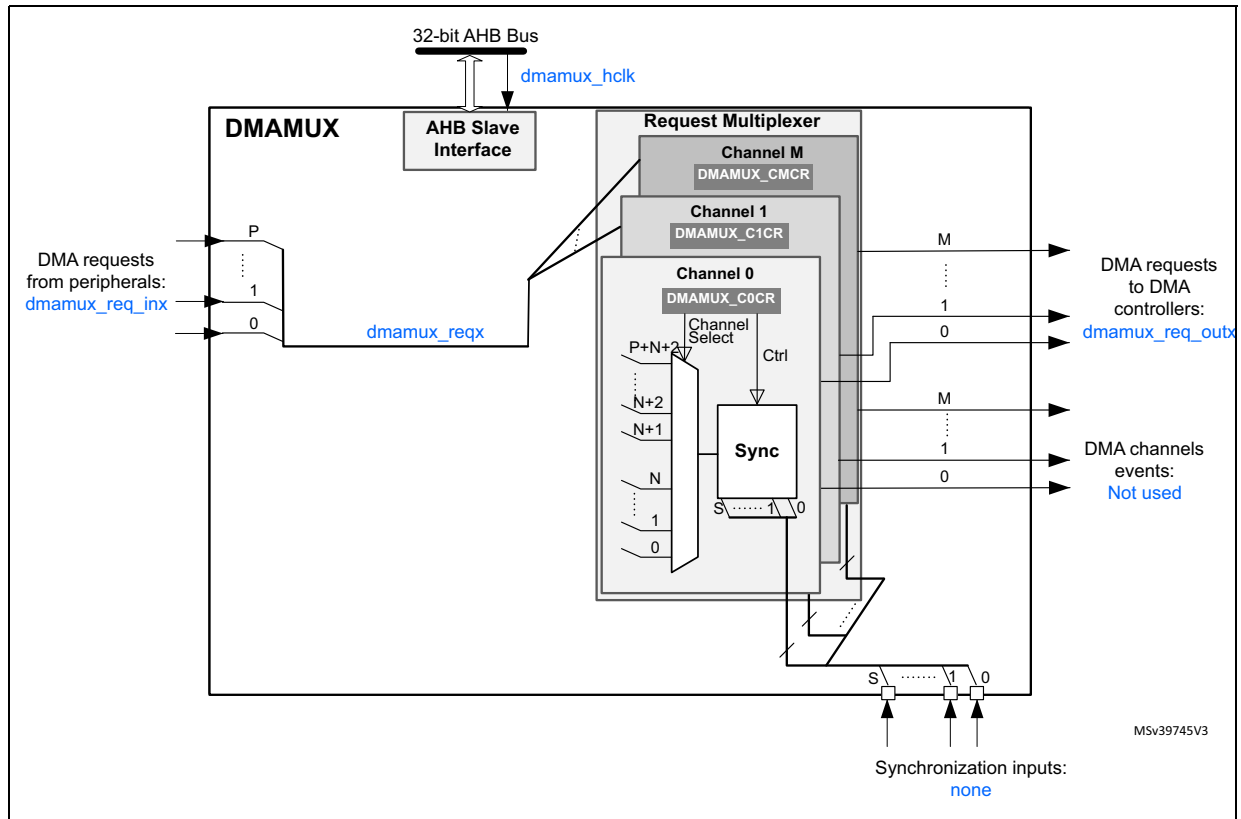 32-bit AHB Bus
dmamux_hclk
DMAMUX
AHB Slave
Interface
Request Multiplexer
Channel M
DMAMUX_CMCR
Channel 1
DMAMUX_C1CR
Channel 0
DMAMUX_C0CR
Channel
Select
Ctrl
P+N+2
N+2
N+1
N
1
0
Sync
S
1
0
DMA requests
from peripherals:
dmamux_req_inx
P
1
0
dmamux_reqx
M
1
0
DMA requests
to DMA
controllers:
dmamux_req_outx
M
1
0
DMA channels
events:
Not used
S
1
0
Synchronization inputs:
none
MSv39745V3